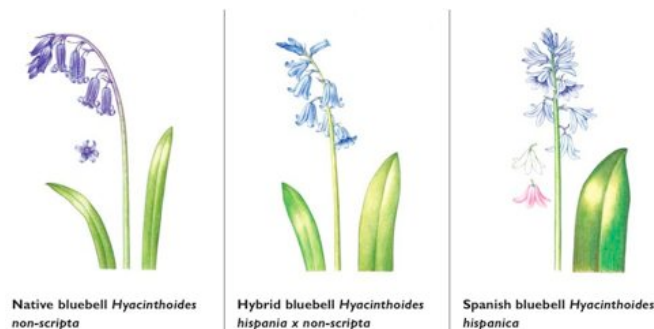 Native bluebell Hyacinthoides
non-scripta
Hybrid bluebell Hyacinthoides
hispania x non-scripta
Spanish bluebell Hyacinthoides
hispanica